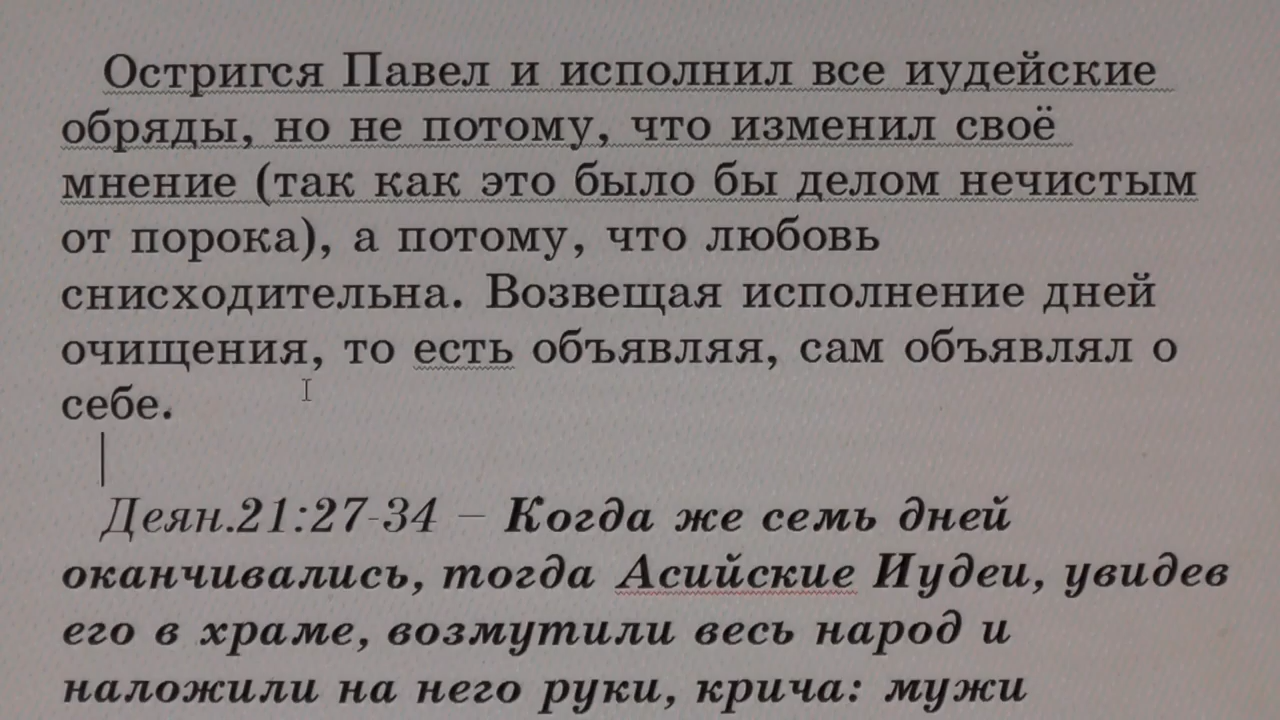 Остригся Павел и исполнил все иудейские
обряды, но не потому, что изменил своё
мнение (так как это было бы делом нечистым
от порока), а потому, что любовь
снисходительна. Возвещая исполнение дней
очищения, то есть объявляя, сам объявлял о
себе.
Деян.21:27-34 – Когда же семь дней
оканчивались, тогда Асийские Иудеи, увидев
его в храме, возмутили весь народ и
наложили на него руки, крича: мужи